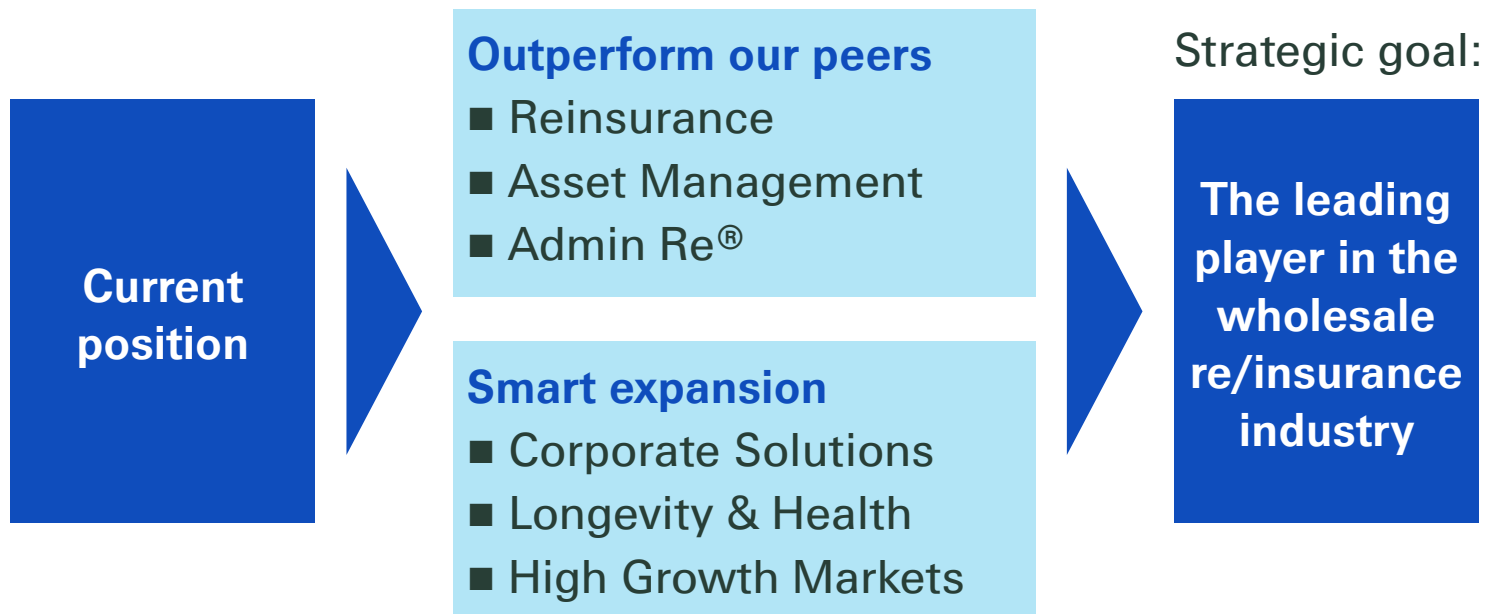 Current
position
Outperform our peers
■ Reinsurance
■ Asset Management
■ Admin Re®
Smart expansion
■ Corporate Solutions
■ Longevity & Health
■ High Growth Markets
Strategic goal:
The leading
player in the
wholesale
re/insurance
industry